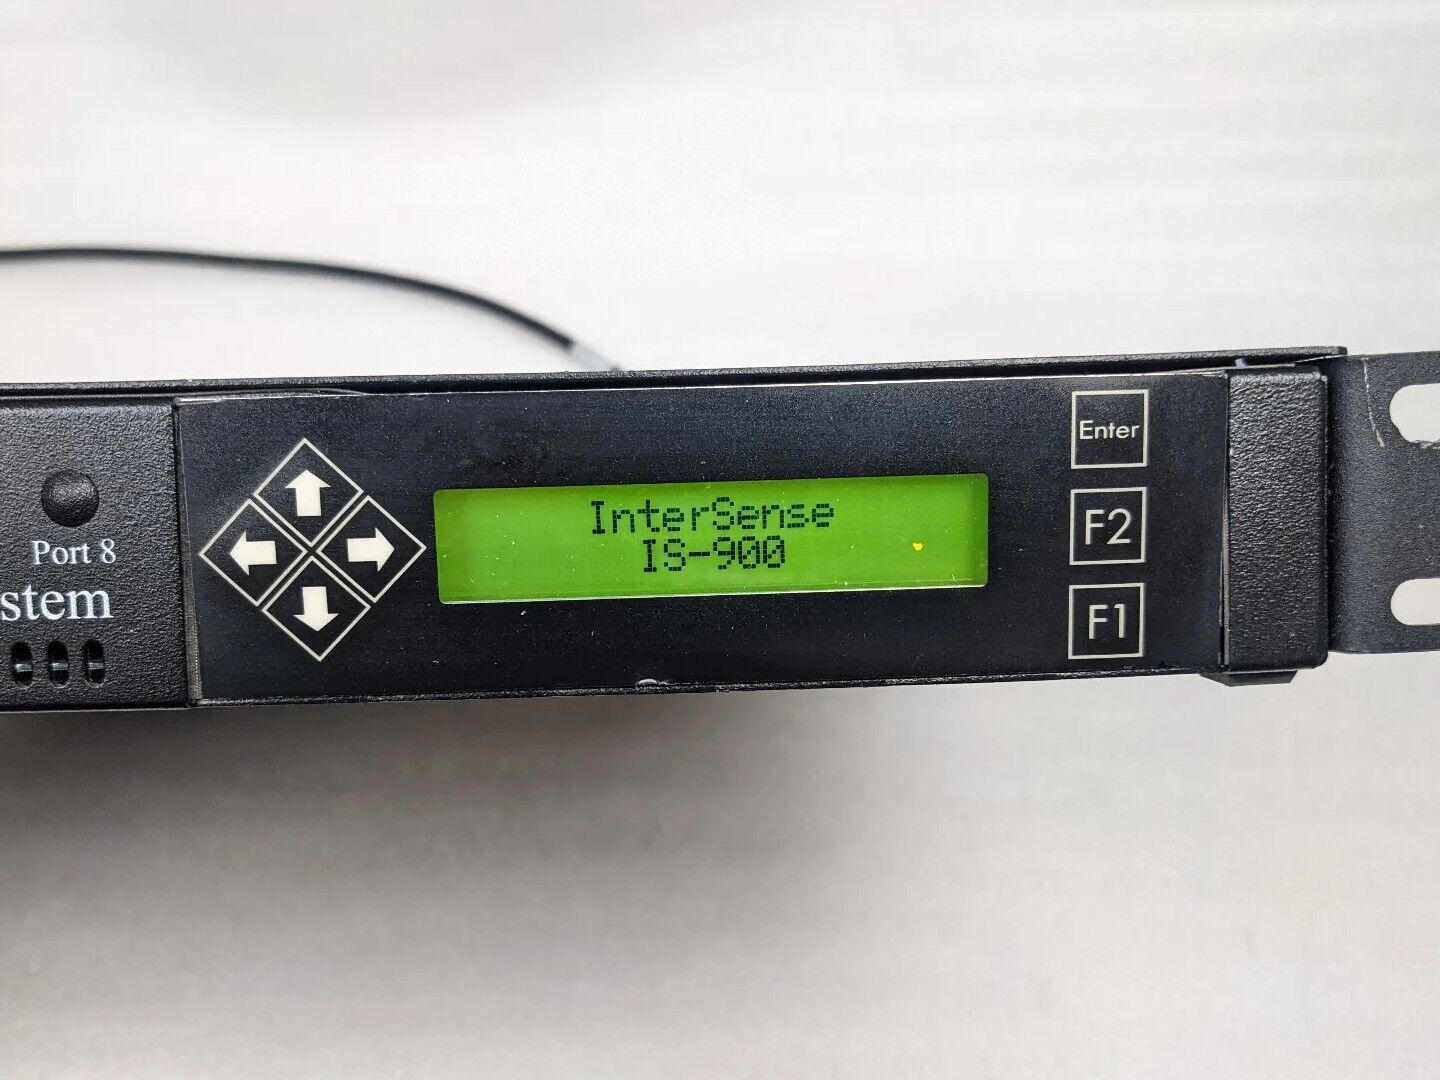 Port 8
stem
InterSense
IS-900
Enter
F2
F1